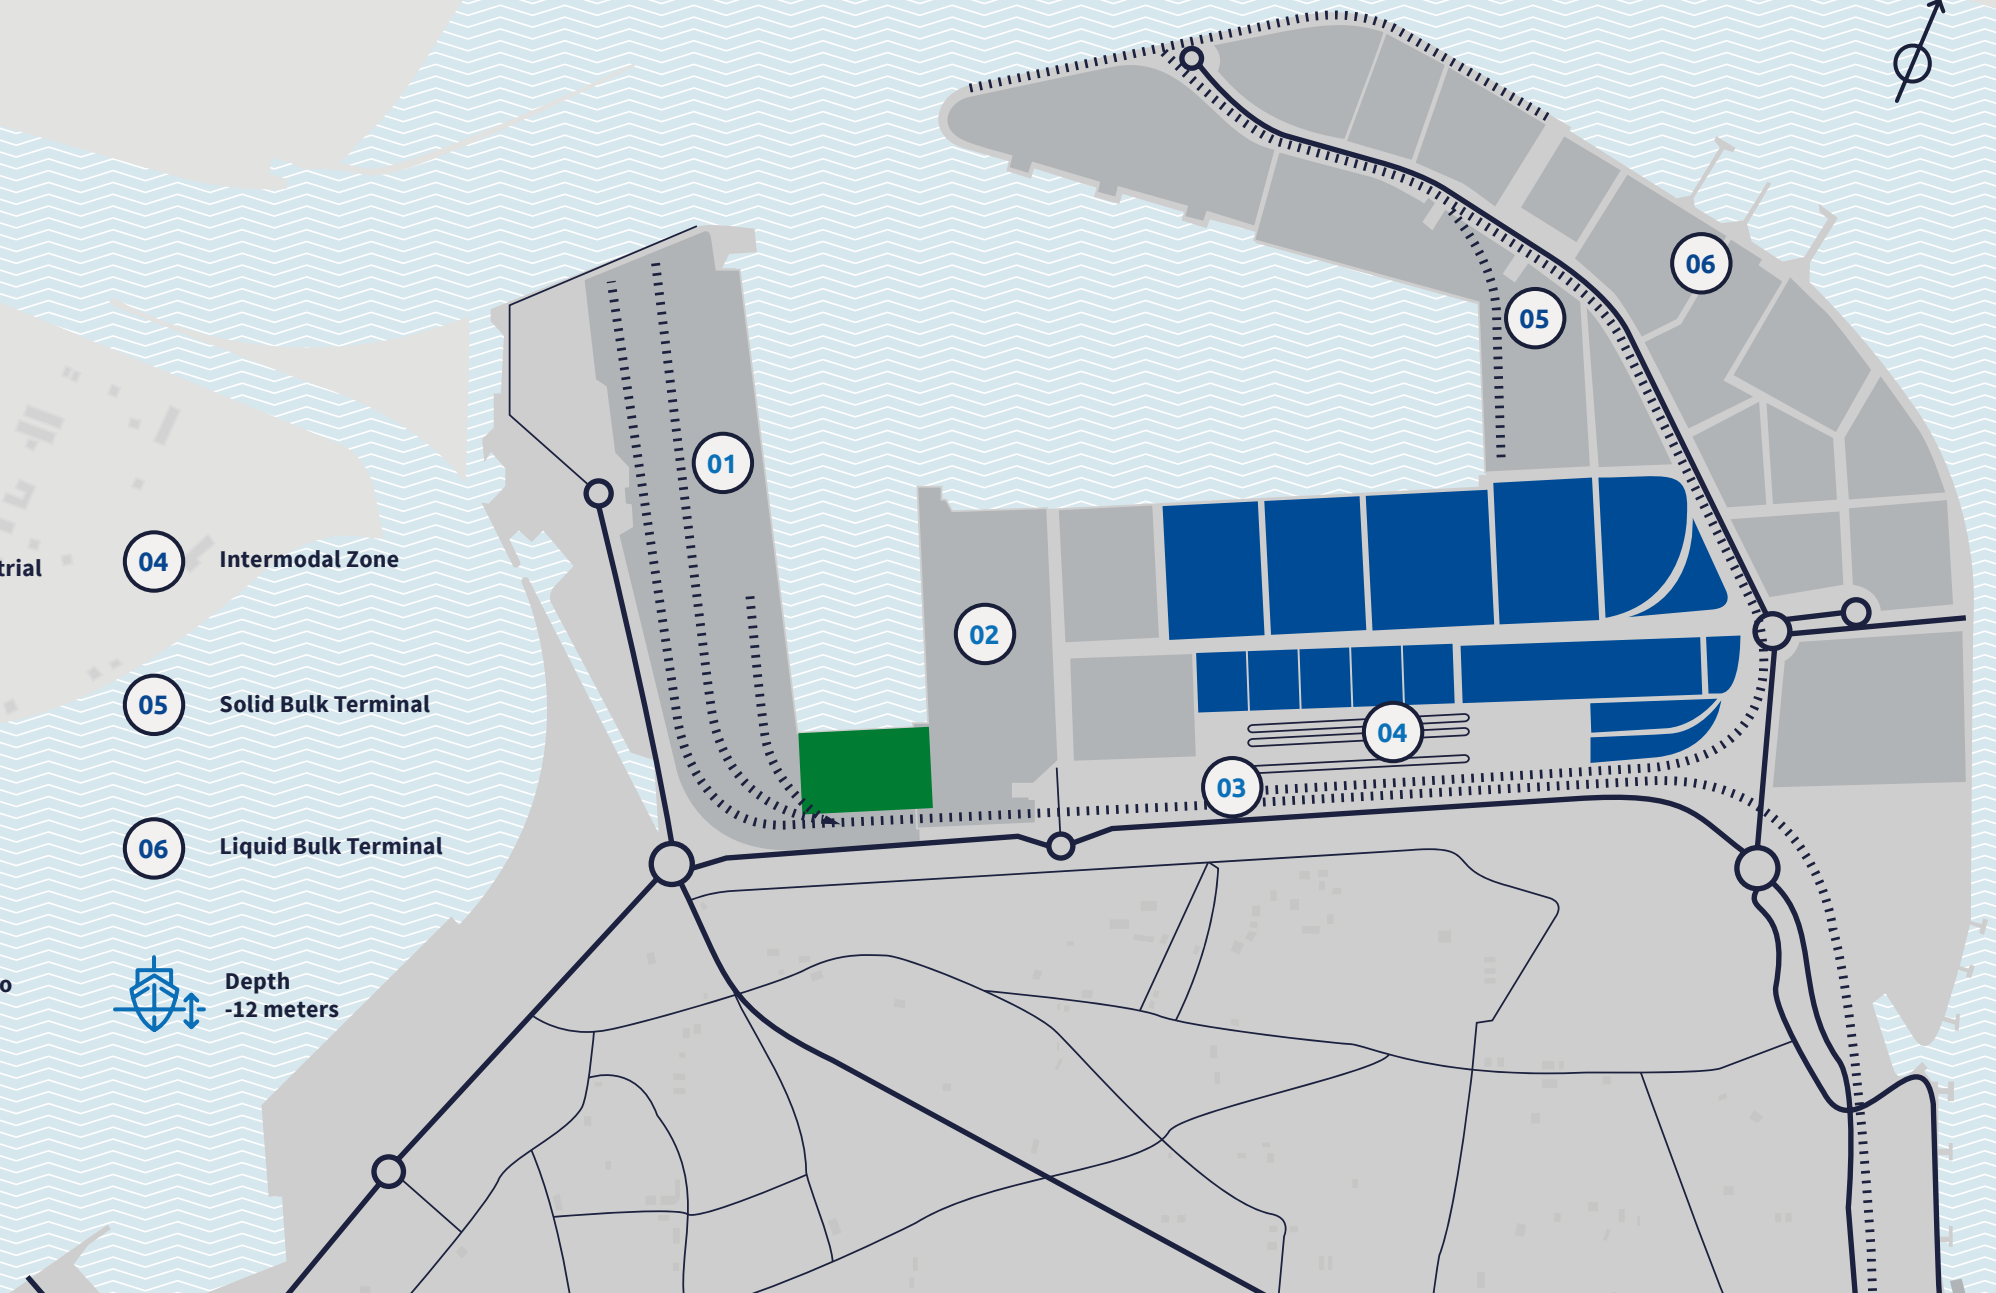 06
05
01
02
04
03
trial
04 Intermodal Zone
05 Solid Bulk Terminal
06 Liquid Bulk Terminal
o
Depth
-12 meters